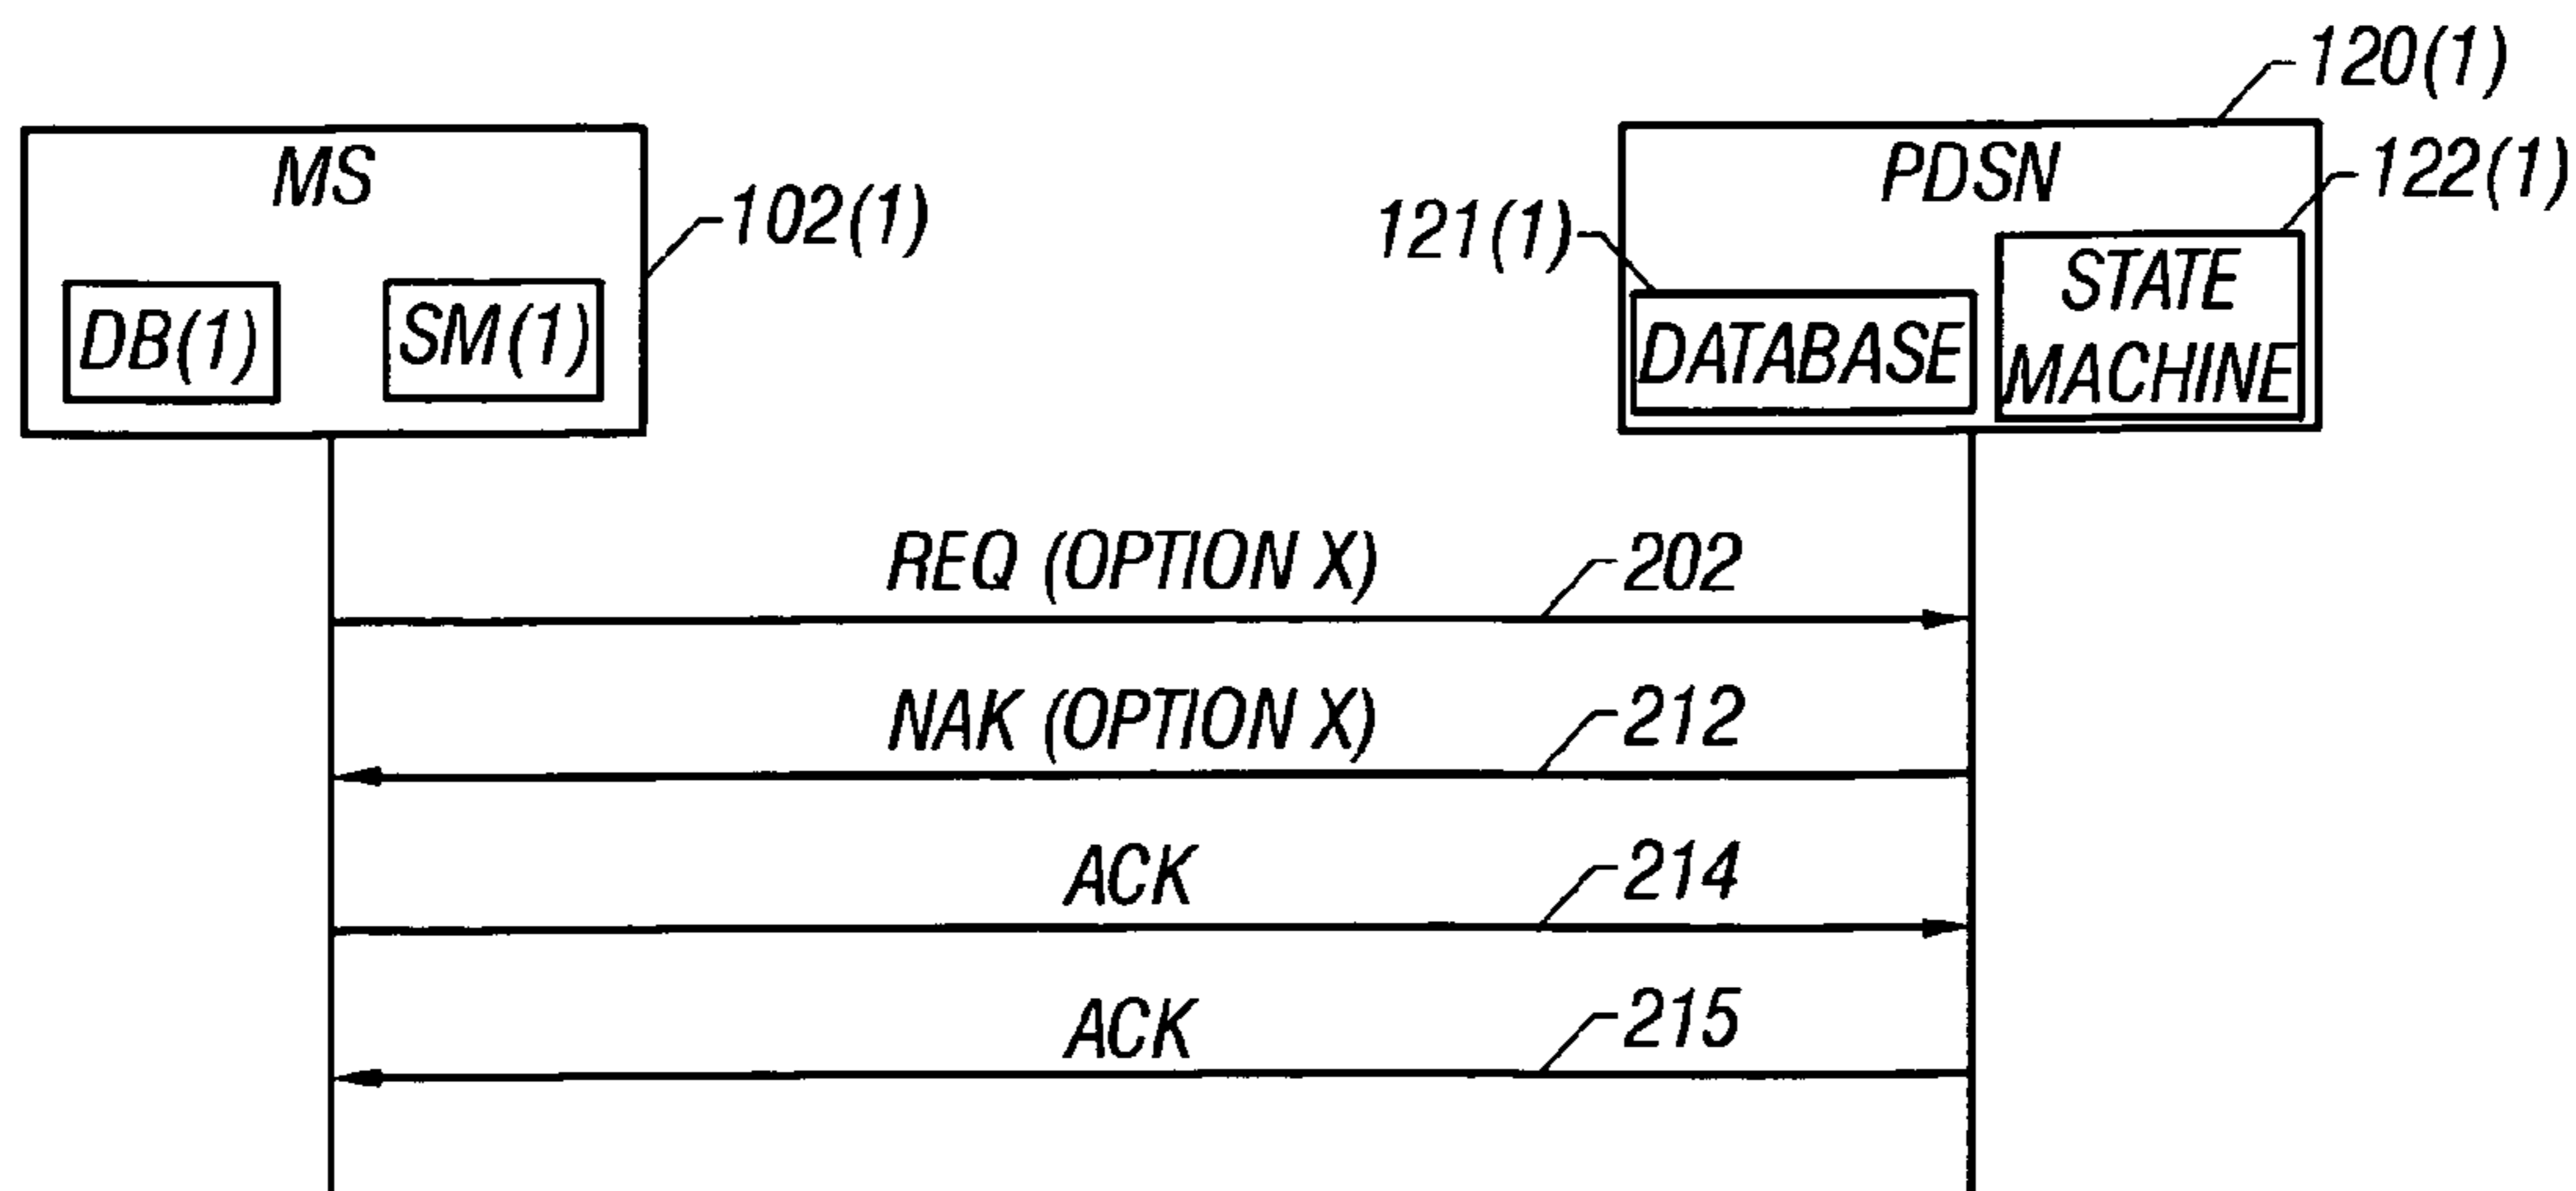 120(1)
MS
PDSN
122(1)
102(1)
121(1)
STATE
MACHINE
DB(1)
SM(1)
DATABASE
REQ (OPTION X)
202
NAK (OPTION X)
212
ACK
214
ACK
215